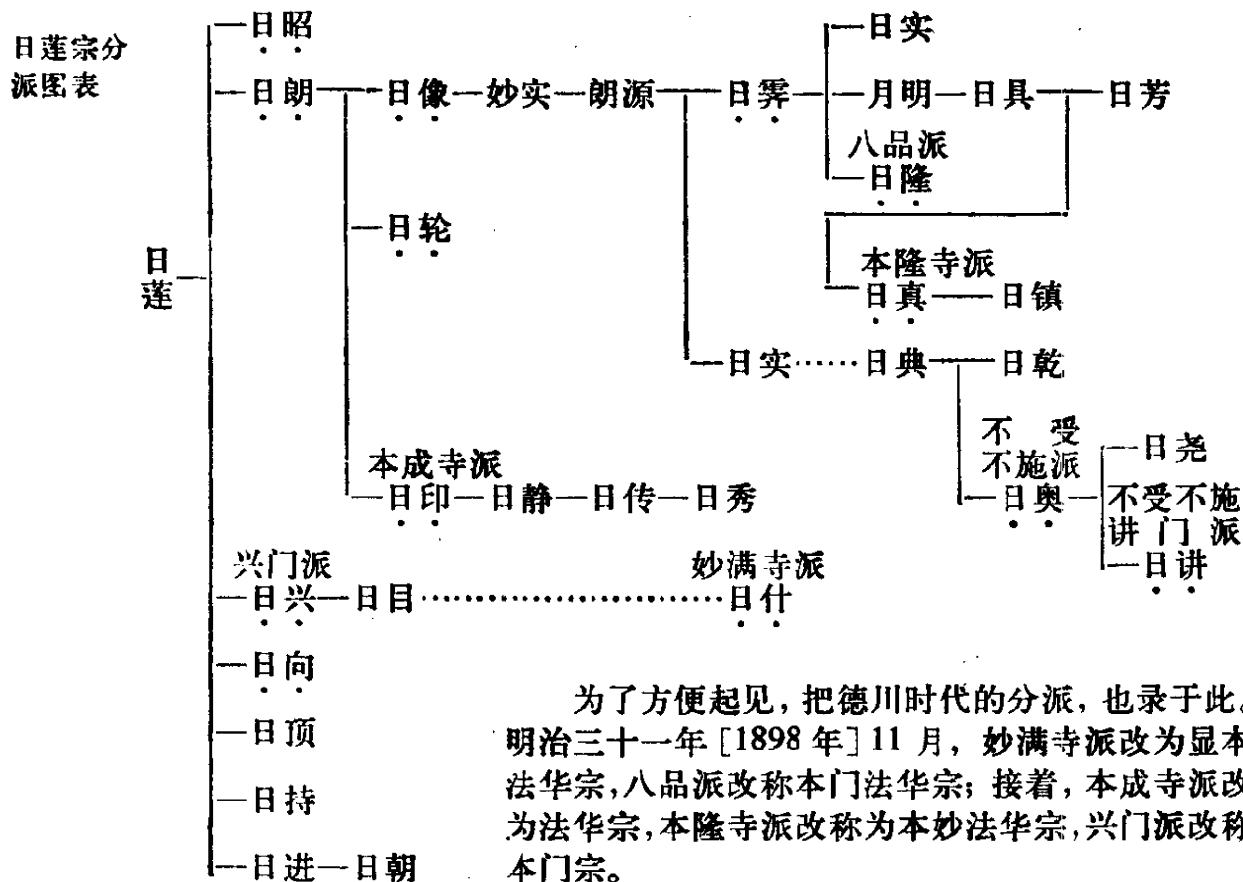 日莲宗分
派图表
日昭
日实
日朗—日像—妙实—朗源—日霁—月明—日具—日芳
八品派
日隆
日轮
日莲
本隆寺派
日真—日镇
日实……日典—日乾
不 受
不施派
日尧
本成寺派
日印—日静—日传—日秀
日奥
不受不施
讲 门 派
日讲
兴门派
妙满寺派
日兴—日目……………………日什
日向
为了方便起见，把德川时代的分派，也录于此。
日顶
明治三十一年［1898年］11月，妙满寺派改为显本
法华宗，八品派改称本门法华宗；接着，本成寺派改
日持
为法华宗，本隆寺派改称为本妙法华宗，兴门派改称
日进—日朝
本门宗。